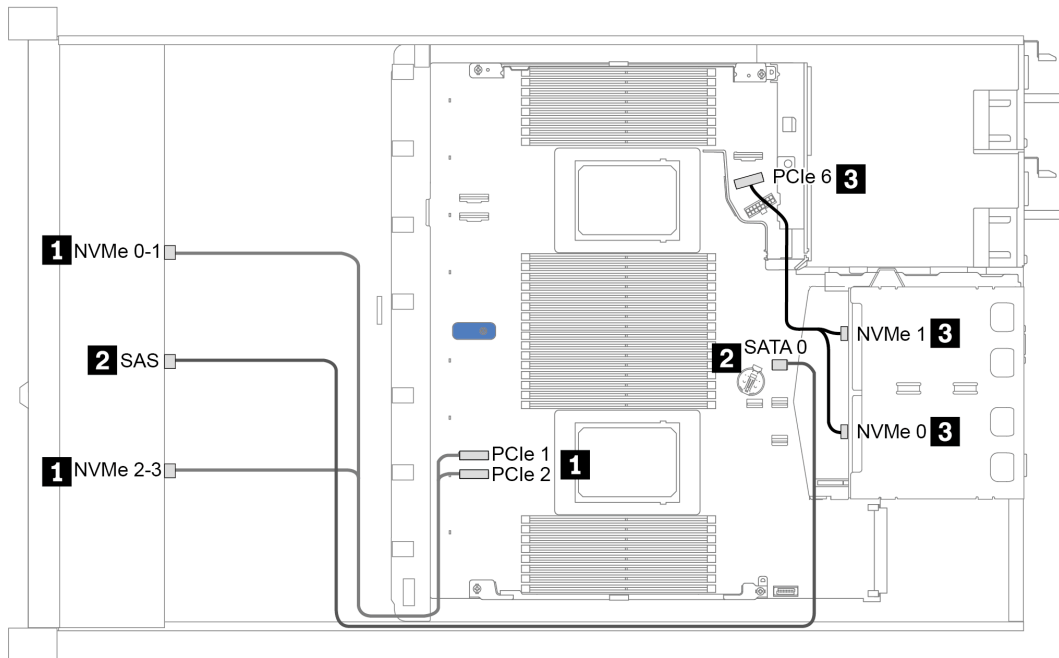 PCIe 6 3
1 NVMe 0-1
NVMe 1 3
2 SATA 0
2 SAS
NVMe 0 3
1 NVMe 2-3
PCIe 1
1
PCIe 2